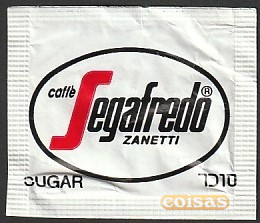 caffè
Segafredo®
ZANETTI
SUGAR סוכר
coisas